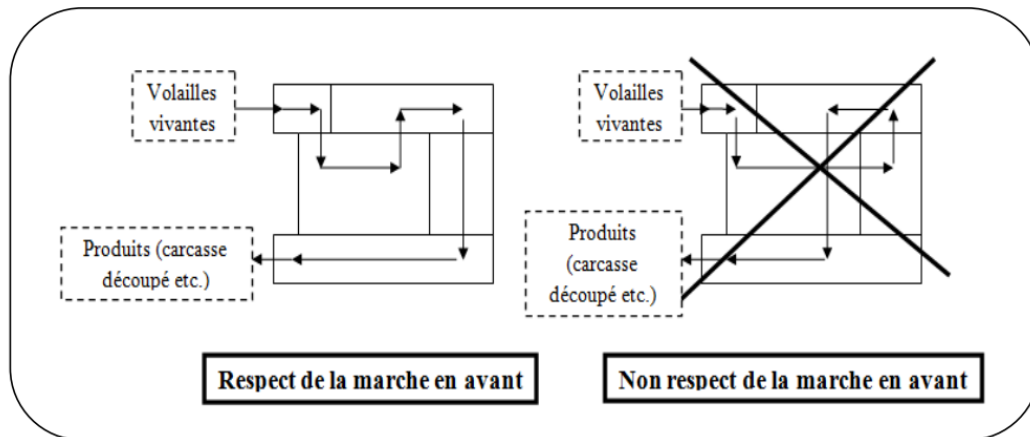 Volailles
vivantes
Produits (carcasse
découpé etc.)
Respect de la marche en avant
Volailles
vivantes
Produits
(carcasse
découpé etc.)
Non respect de la marche en avant